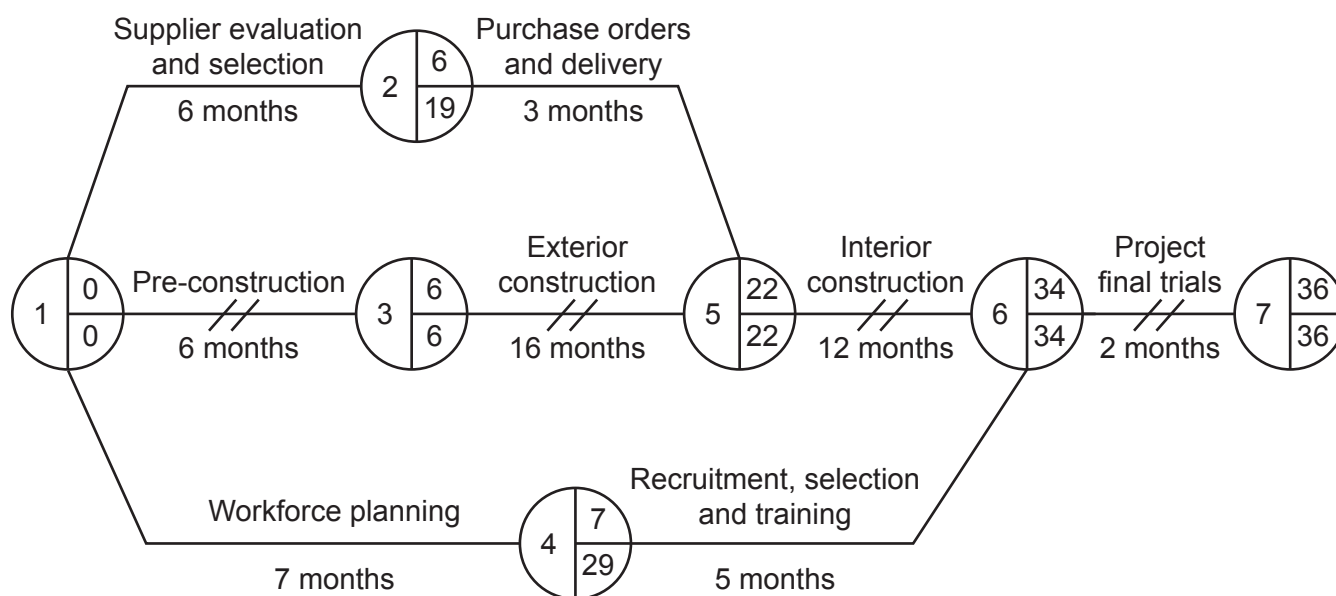 Supplier evaluation
and selection
6 months
2
6
19
Purchase orders
and delivery
3 months
1
0
0
Pre-construction
6 months
3
6
6
Exterior
construction
16 months
5
22
22
Interior
construction
12 months
6
34
34
Project
final trials
2 months
7
36
36
Workforce planning
7 months
4
7
29
Recruitment, selection
and training
5 months